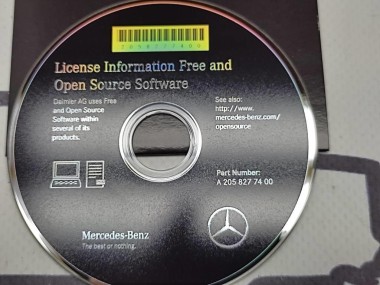 2058277400
License Information Free and
Open Source Software
Daimler AG uses Free
and Open Source
Software within
several of its
products.
See also:
http://www.
mercedes-benz.com/
opensource
Part Number:
A 205 827 74 00
Mercedes-Benz
The best or nothing.